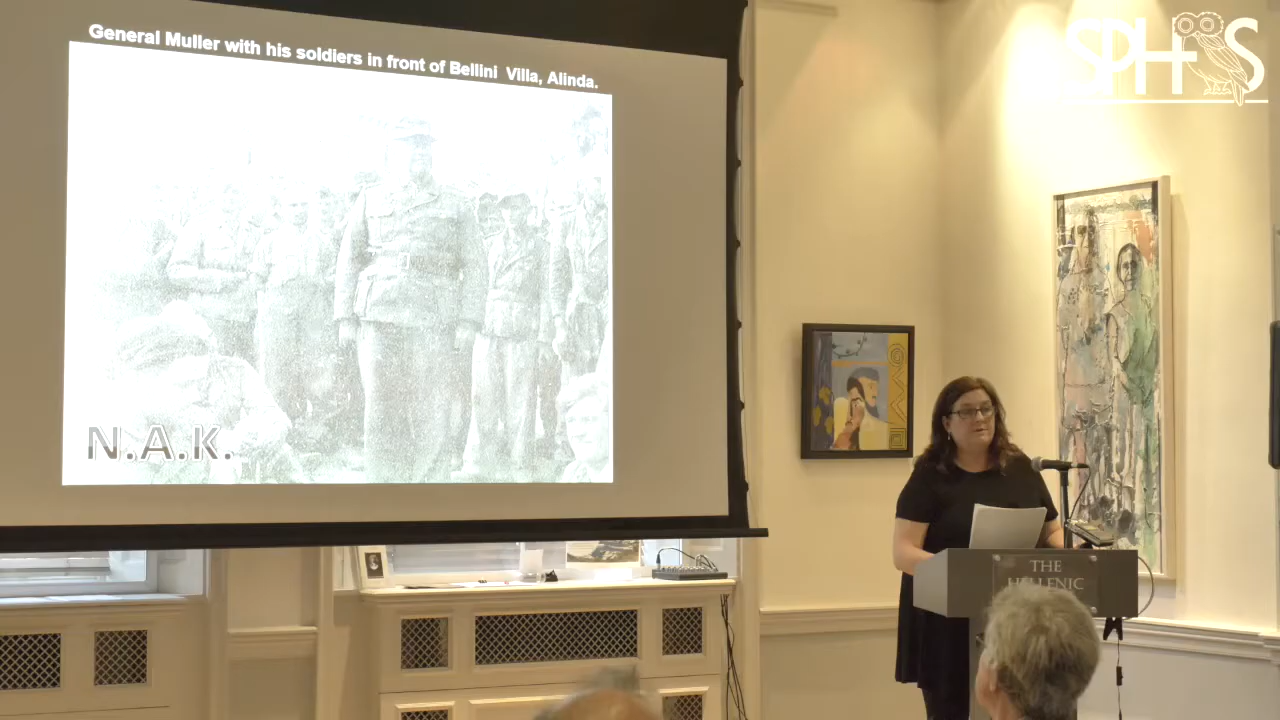 General Muller with his soldiers in front of Bellini Villa, Alinda.
SPHS
N.A.K.
THE
HELLENIC